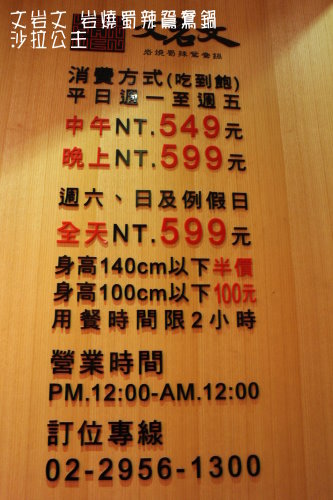 文岩文 岩燒蜀辣鴛鴦鍋
沙拉公主
文岩文
岩燒蜀辣鴛鴦鍋
消費方式(吃到飽)
平日週一至週五
中午NT.549元
晚上NT.599元
週六、日及例假日
全天NT.599元
身高140cm以下半價
身高100cm以下100元
用餐時間限2小時
營業時間
PM.12:00-AM.12:00
訂位專線
02-2956-1300